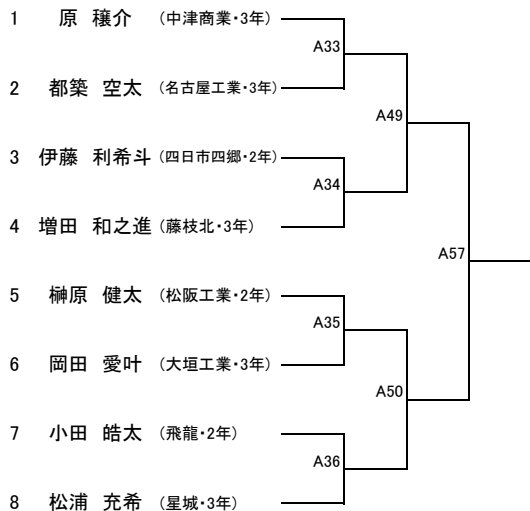 1 原 穣介 (中津商業・3年)
A33
2 都築 空太 (名古屋工業・3年)
A49
3 伊藤 利希斗 (四日市四郷・2年)
A34
4 増田 和之進 (藤枝北・3年)
A57
5 榊原 健太 (松阪工業・2年)
A35
6 岡田 愛叶 (大垣工業・3年)
A50
7 小田 皓太 (飛龍・2年)
A36
8 松浦 充希 (星城・3年)